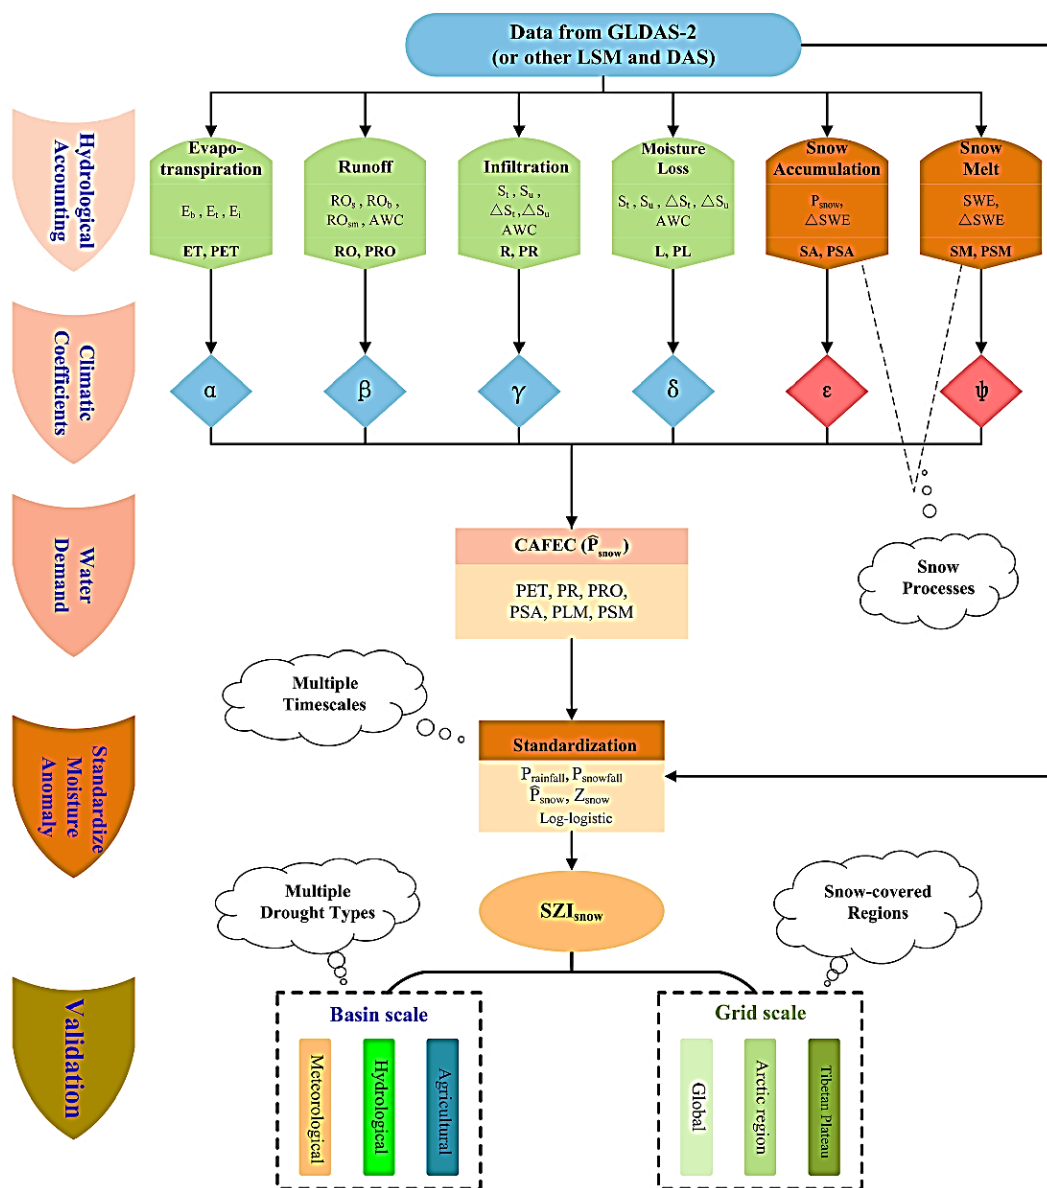 Data from GLDAS-2
(or other LSM and DAS)
Hydrological
Accounting
Evapo-
transpiration
E_b , E_t , E_i
ET, PET
Runoff
RO_s , RO_b ,
RO_sm , AWC
RO, PRO
Infiltration
S_t , S_u ,
△S_t ,△S_u
AWC
R, PR
Moisture
Loss
S_t , S_u , △S_t , △S_u
AWC
L, PL
Snow
Accumulation
P_snow,
△SWE
SA, PSA
Snow
Melt
SWE,
△SWE
SM, PSM
Climatic
Coefficients
α
β
γ
δ
ε
ψ
Snow
Processes
Water
Demand
CAFEC (P̂_snow)
PET, PR, PRO,
PSA, PLM, PSM
Multiple
Timescales
Standardize
Moisture
Anomaly
Standardization
P_rainfall, P_snowfall
P̂_snow, Z_snow
Log-logistic
Multiple
Drought Types
SZI_snow
Snow-covered
Regions
Validation
Basin scale
Meteorological
Hydrological
Agricultural
Grid scale
Global
Arctic region
Tibetan Plateau